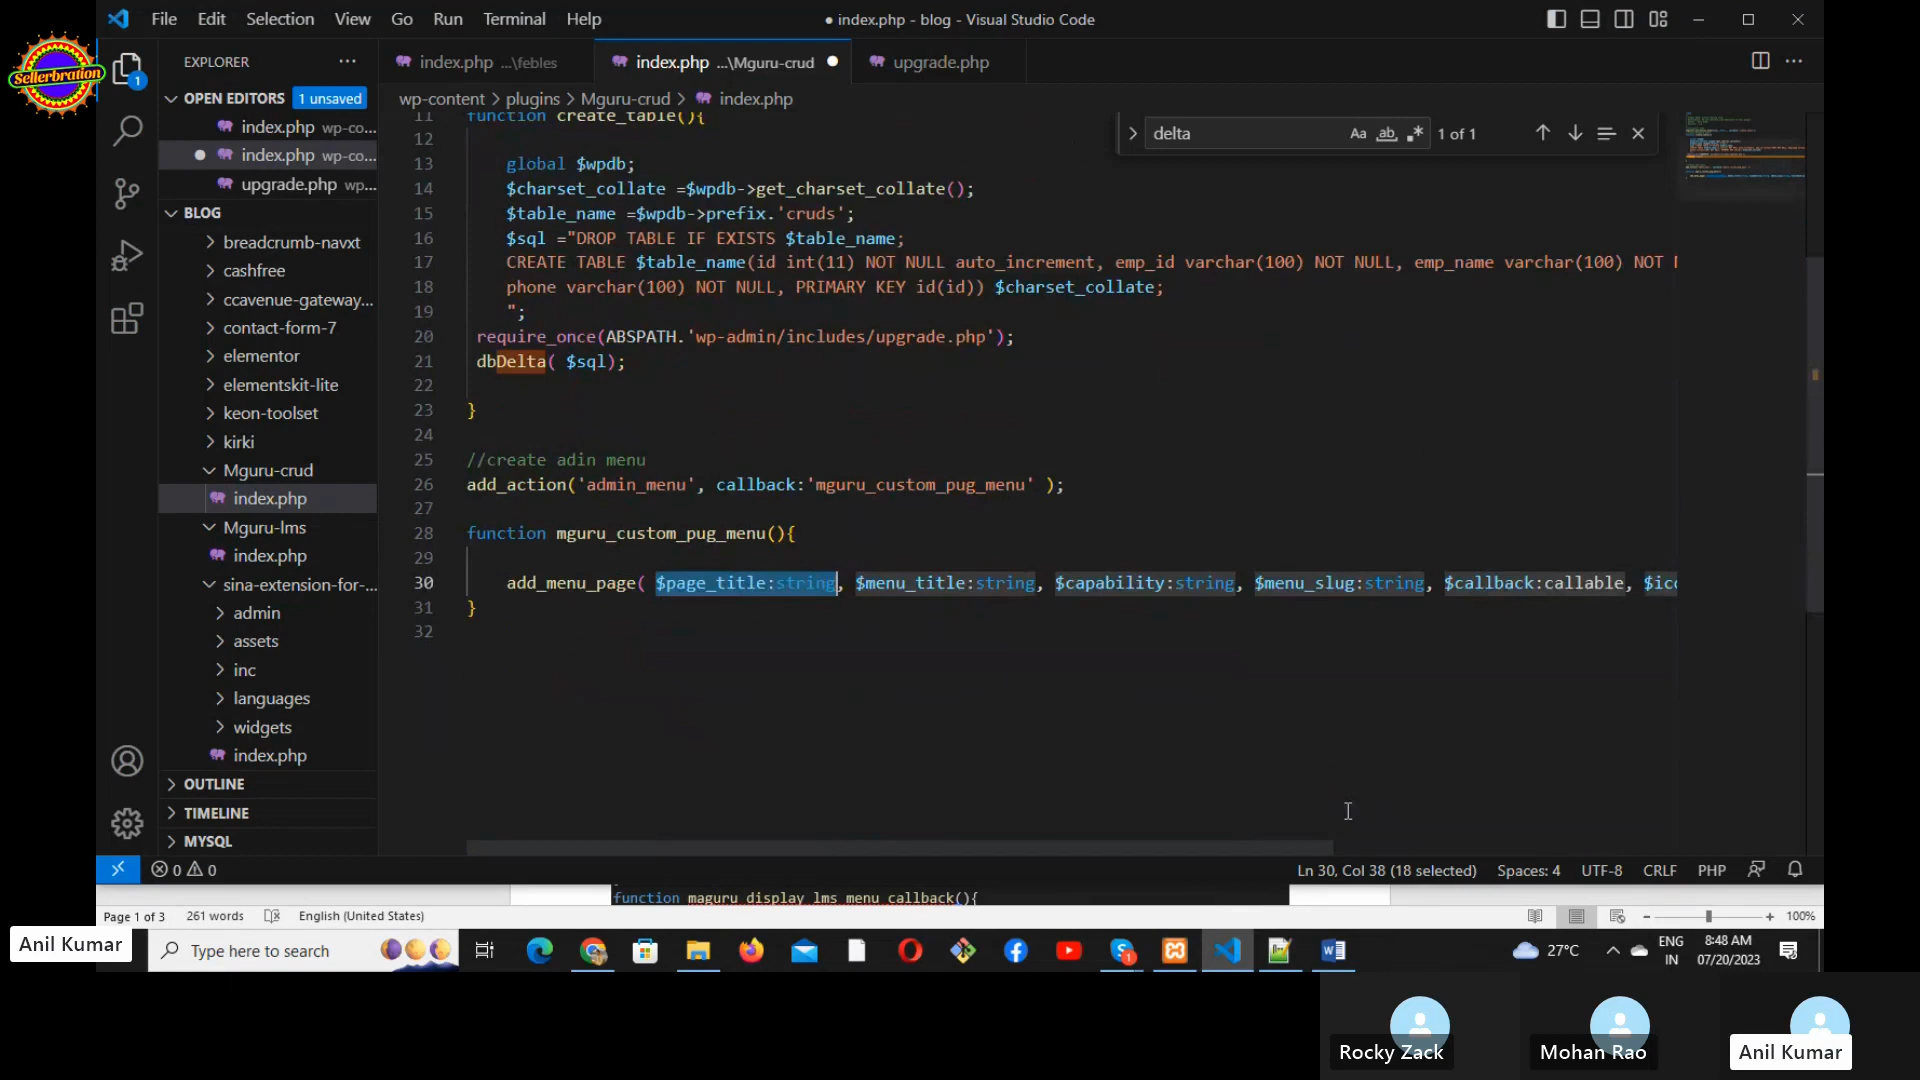 File Edit Selection View Go Run Terminal Help
● index.php - blog - Visual Studio Code
Sellerbration
EXPLORER
OPEN EDITORS 1 unsaved
index.php wp-co...
index.php wp-co...
upgrade.php wp...
BLOG
breadcrumb-navxt
cashfree
ccavenue-gateway...
contact-form-7
elementor
elementskit-lite
keon-toolset
kirki
Mguru-crud
index.php
Mguru-lms
index.php
sina-extension-for-...
admin
assets
inc
languages
widgets
index.php
OUTLINE
TIMELINE
MYSQL
1
index.php ...\febles
index.php ...\Mguru-crud
upgrade.php
wp-content > plugins > Mguru-crud > index.php
delta Aa ab 1 of 1
11 function create_table(){
12
13 global $wpdb;
14 $charset_collate =$wpdb->get_charset_collate();
15 $table_name =$wpdb->prefix.'cruds';
16 $sql ="DROP TABLE IF EXISTS $table_name;
17 CREATE TABLE $table_name(id int(11) NOT NULL auto_increment, emp_id varchar(100) NOT NULL, emp_name varchar(100) NOT
18 phone varchar(100) NOT NULL, PRIMARY KEY id(id)) $charset_collate;
19 ";
20 require_once(ABSPATH.'wp-admin/includes/upgrade.php');
21 dbDelta( $sql);
22
23 }
24
25 //create adin menu
26 add_action('admin_menu', callback:'mguru_custom_pug_menu' );
27
28 function mguru_custom_pug_menu(){
29
30 add_menu_page( $page_title:string, $menu_title:string, $capability:string, $menu_slug:string, $callback:callable, $ico
31 }
32
0 0 Ln 30, Col 38 (18 selected) Spaces: 4 UTF-8 CRLF PHP
function maguru_display_lms_menu_callback(){
Page 1 of 3 261 words English (United States) 100%
Anil Kumar
Type here to search
27°C ENG IN 8:48 AM 07/20/2023
Rocky Zack
Mohan Rao
Anil Kumar